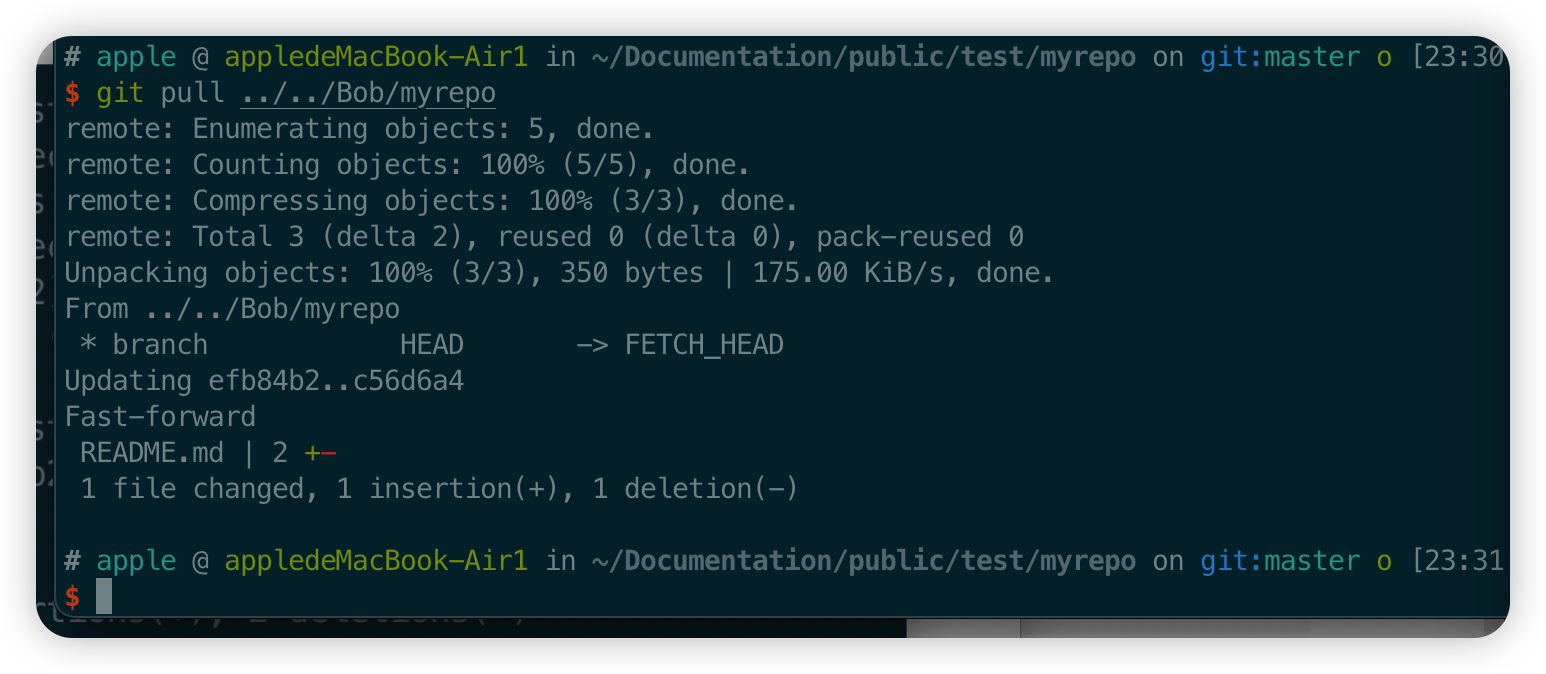 # apple @ appledeMacBook-Air1 in ~/Documentation/public/test/myrepo on git:master o [23:30
$ git pull ../../Bob/myrepo
remote: Enumerating objects: 5, done.
remote: Counting objects: 100% (5/5), done.
remote: Compressing objects: 100% (3/3), done.
remote: Total 3 (delta 2), reused 0 (delta 0), pack-reused 0
Unpacking objects: 100% (3/3), 350 bytes | 175.00 KiB/s, done.
From ../../Bob/myrepo
 * branch            HEAD       -> FETCH_HEAD
Updating efb84b2..c56d6a4
Fast-forward
 README.md | 2 +-
 1 file changed, 1 insertion(+), 1 deletion(-)
# apple @ appledeMacBook-Air1 in ~/Documentation/public/test/myrepo on git:master o [23:31
$